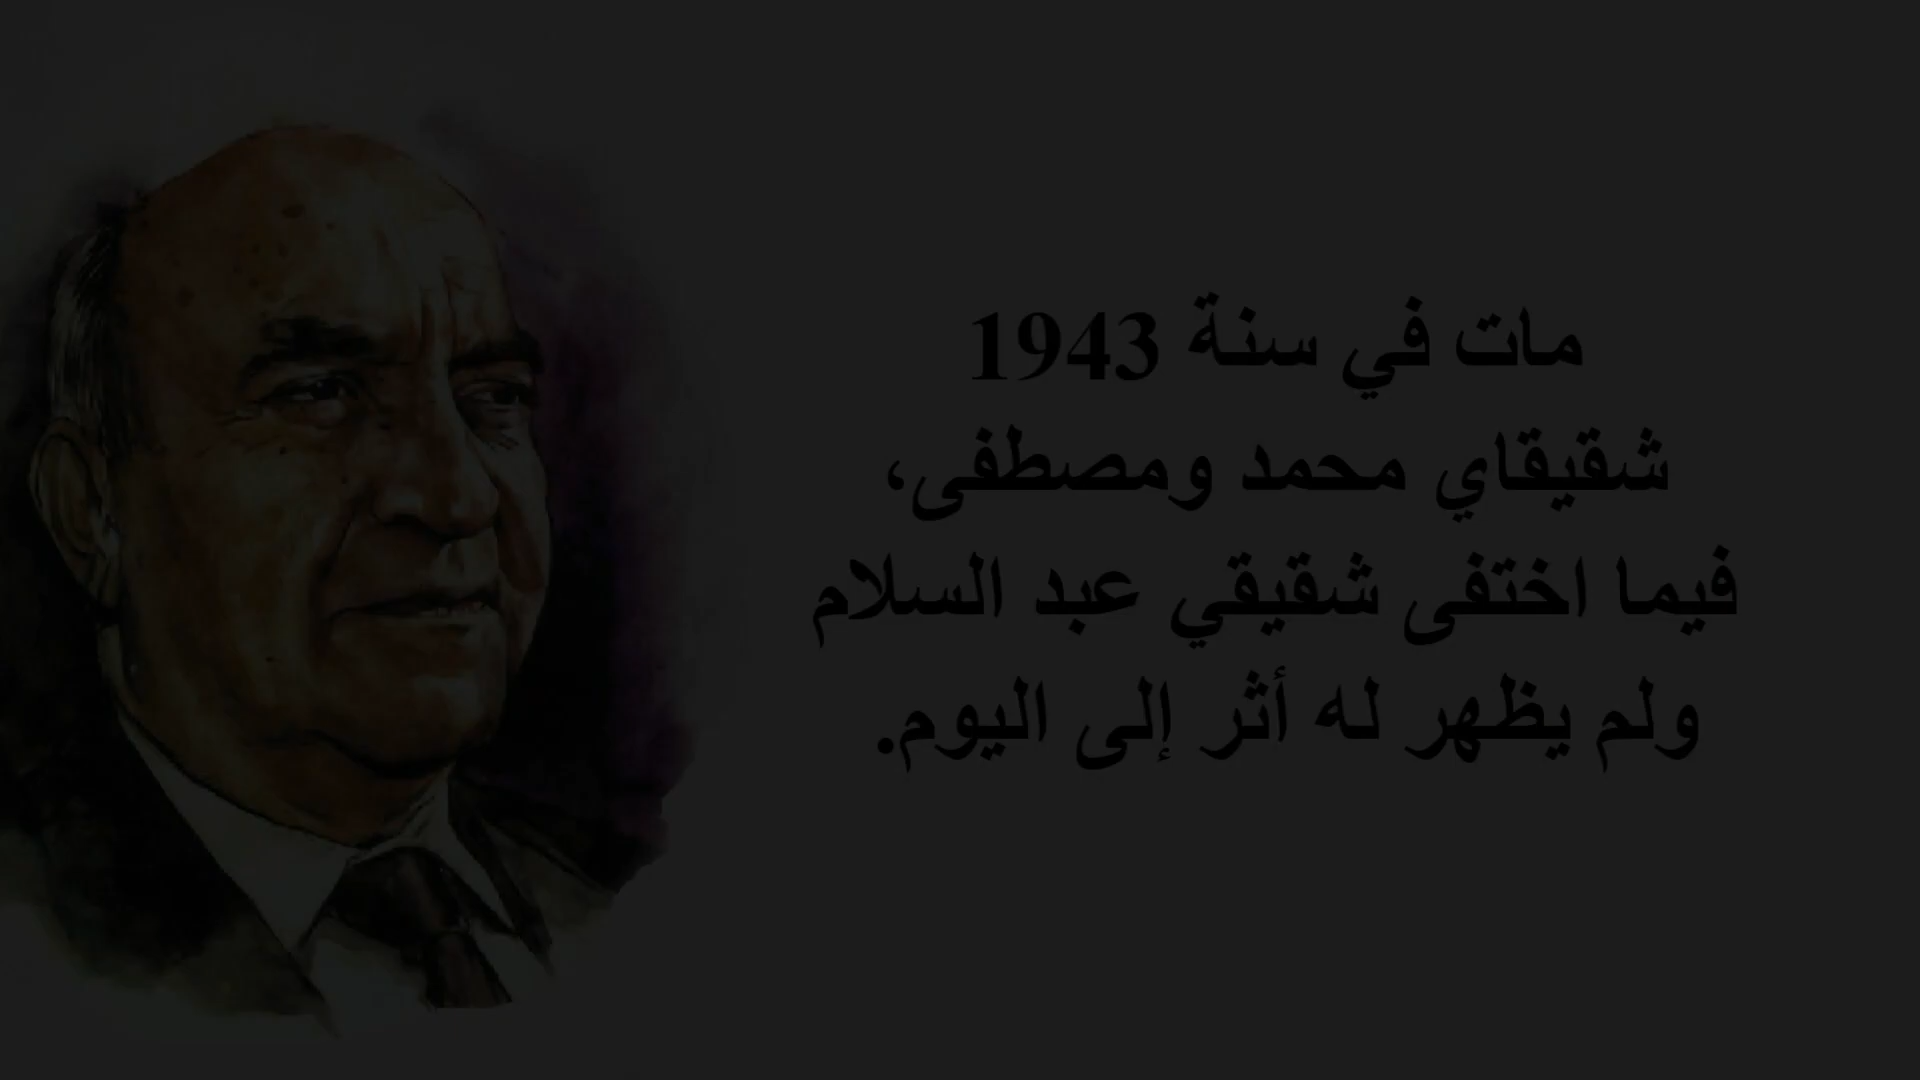 مات في سنة 1943
شقيقاي محمد ومصطفى،
فيما اختفى شقيقي عبد السلام
ولم يظهر له أثر إلى اليوم.